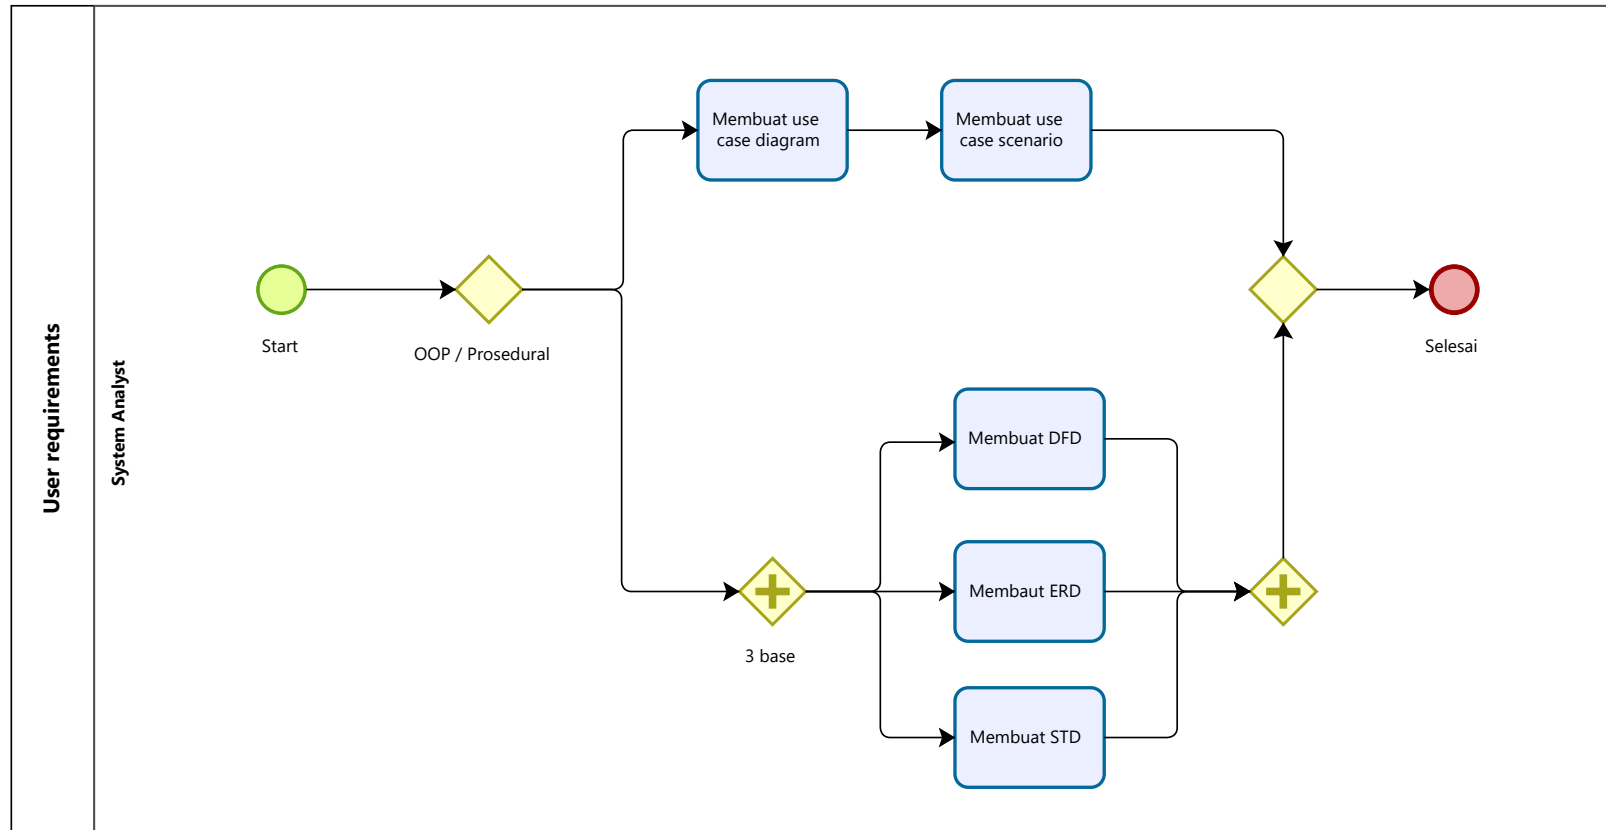 User requirements
System Analyst
Start
OOP / Prosedural
Membuat use
case diagram
Membuat use
case scenario
Selesai
Membuat DFD
Membaut ERD
3 base
Membuat STD